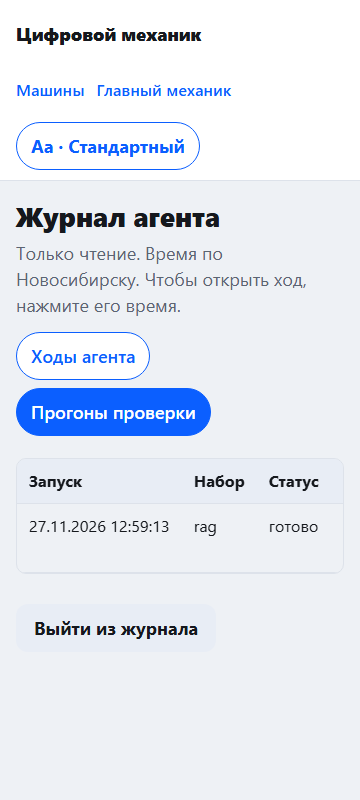 Цифровой механик
Машины Главный механик
Aa · Стандартный
Журнал агента
Только чтение. Время по
Новосибирску. Чтобы открыть ход,
нажмите его время.
Ходы агента
Прогоны проверки
Запуск Набор Статус
27.11.2026 12:59:13 rag готово
Выйти из журнала